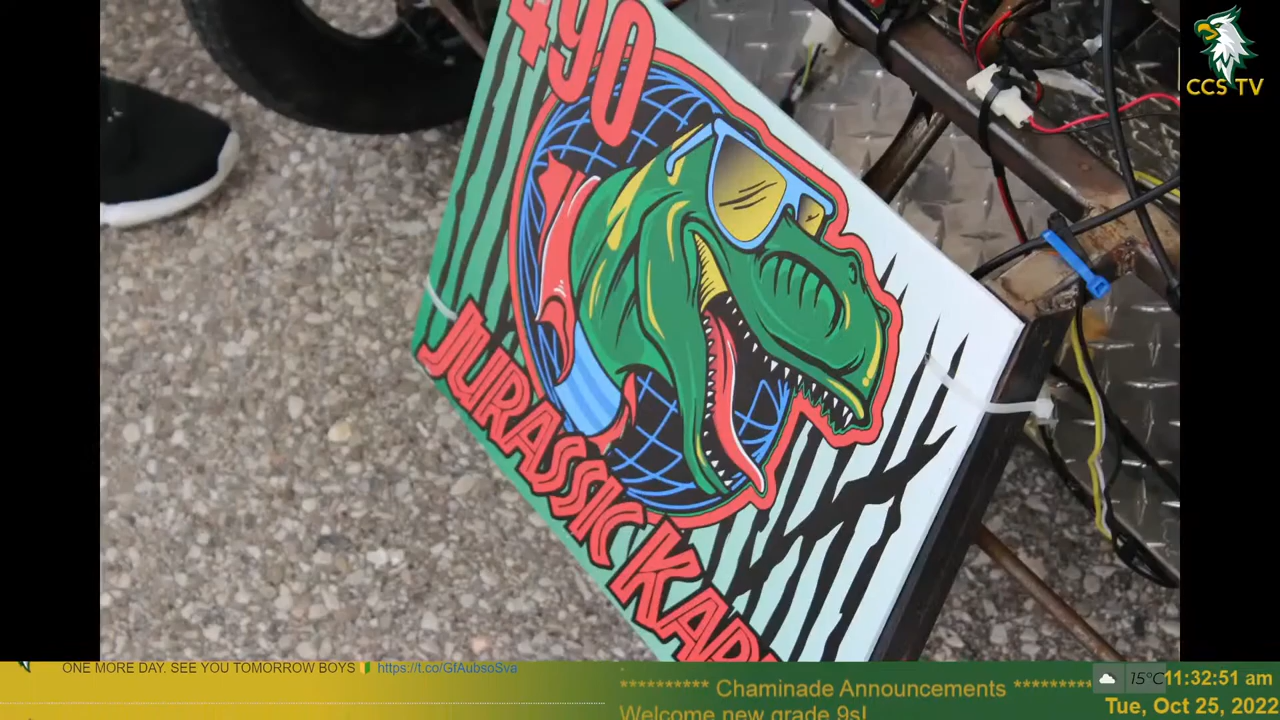 490
JURASSIC
CCS TV
ONE MORE DAY. SEE YOU TOMORROW BOYS https://t.co/GfAubsoSva
********** Chaminade Announcements *********
Welcome new grade 9s!
15°C
11:32:51 am
Tue, Oct 25, 2022